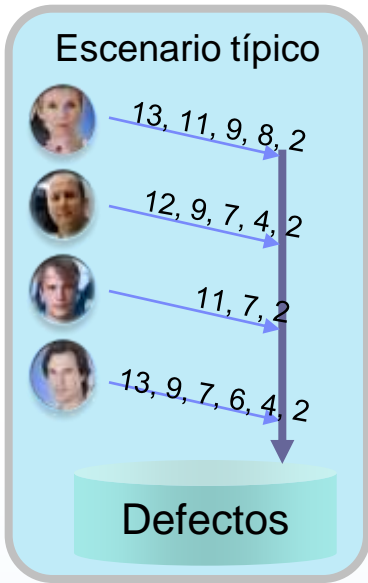 Escenario típico
13, 11, 9, 8, 2
12, 9, 7, 4, 2
11, 7, 2
13, 9, 7, 6, 4, 2
Defectos